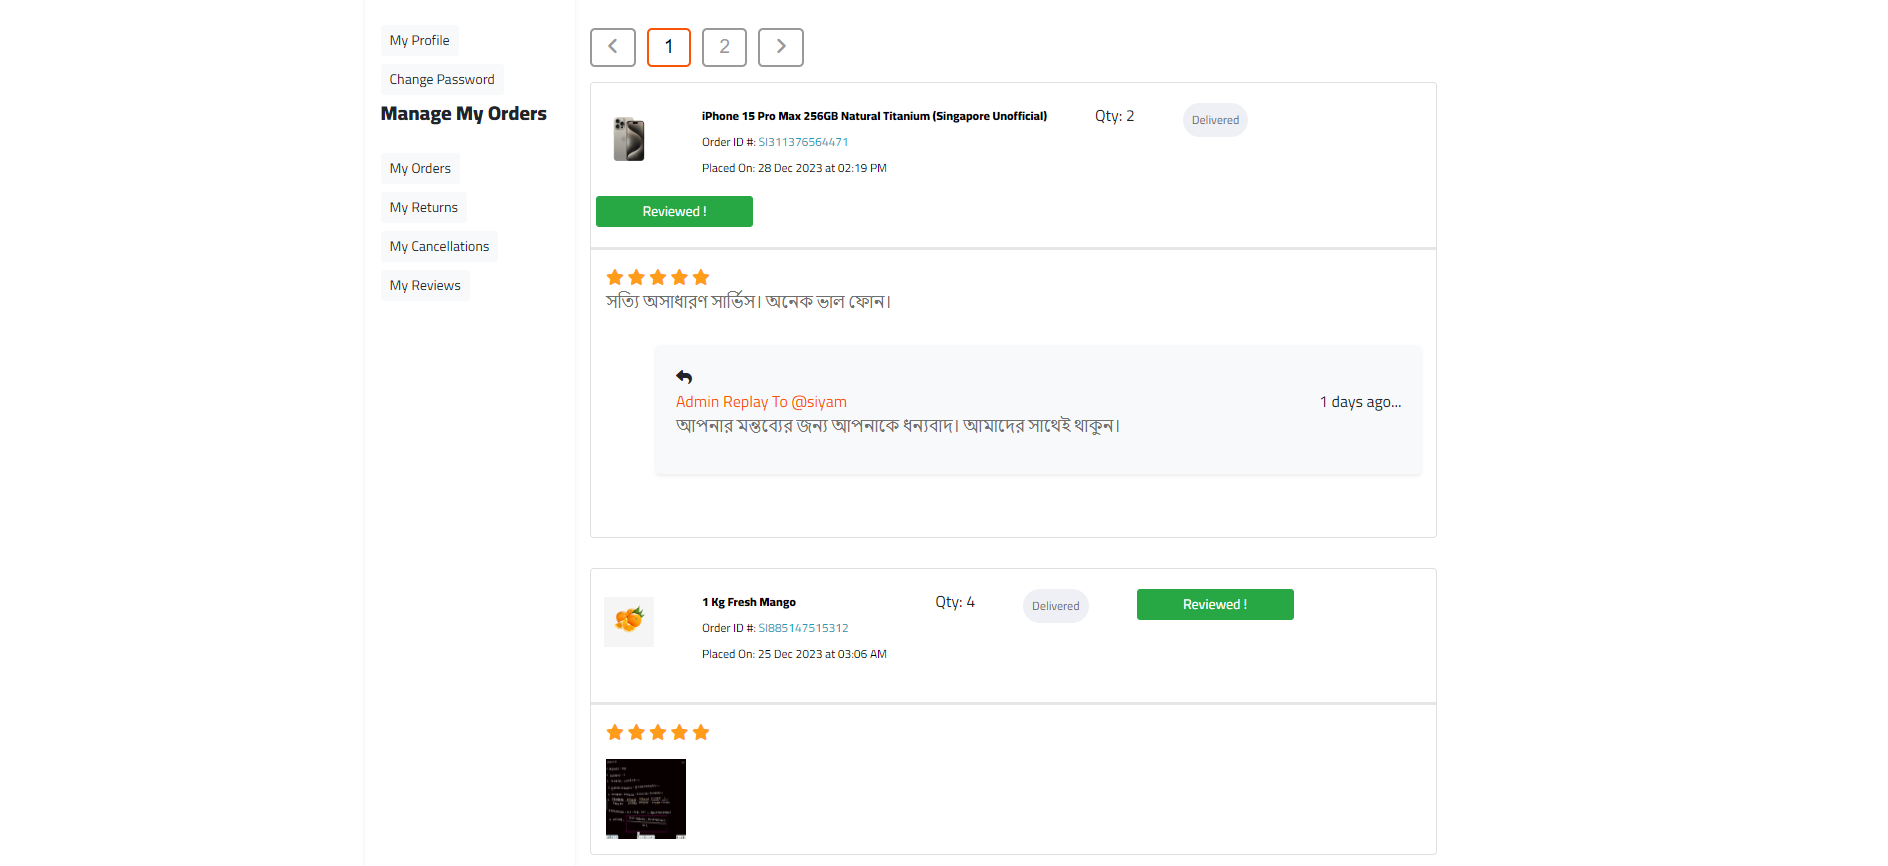 My Profile
Change Password
Manage My Orders
My Orders
My Returns
My Cancellations
My Reviews
1 2
iPhone 15 Pro Max 256GB Natural Titanium (Singapore Unofficial)
Qty: 2
Delivered
Order ID #: SI311376564471
Placed On: 28 Dec 2023 at 02:19 PM
Reviewed !
সত্যি অসাধারণ সার্ভিস। অনেক ভাল ফোন।
Admin Replay To @siyam
1 days ago...
আপনার মন্তব্যের জন্য আপনাকে ধন্যবাদ। আমাদের সাথেই থাকুন।
1 Kg Fresh Mango
Qty: 4
Delivered
Reviewed !
Order ID #: SI885147515312
Placed On: 25 Dec 2023 at 03:06 AM